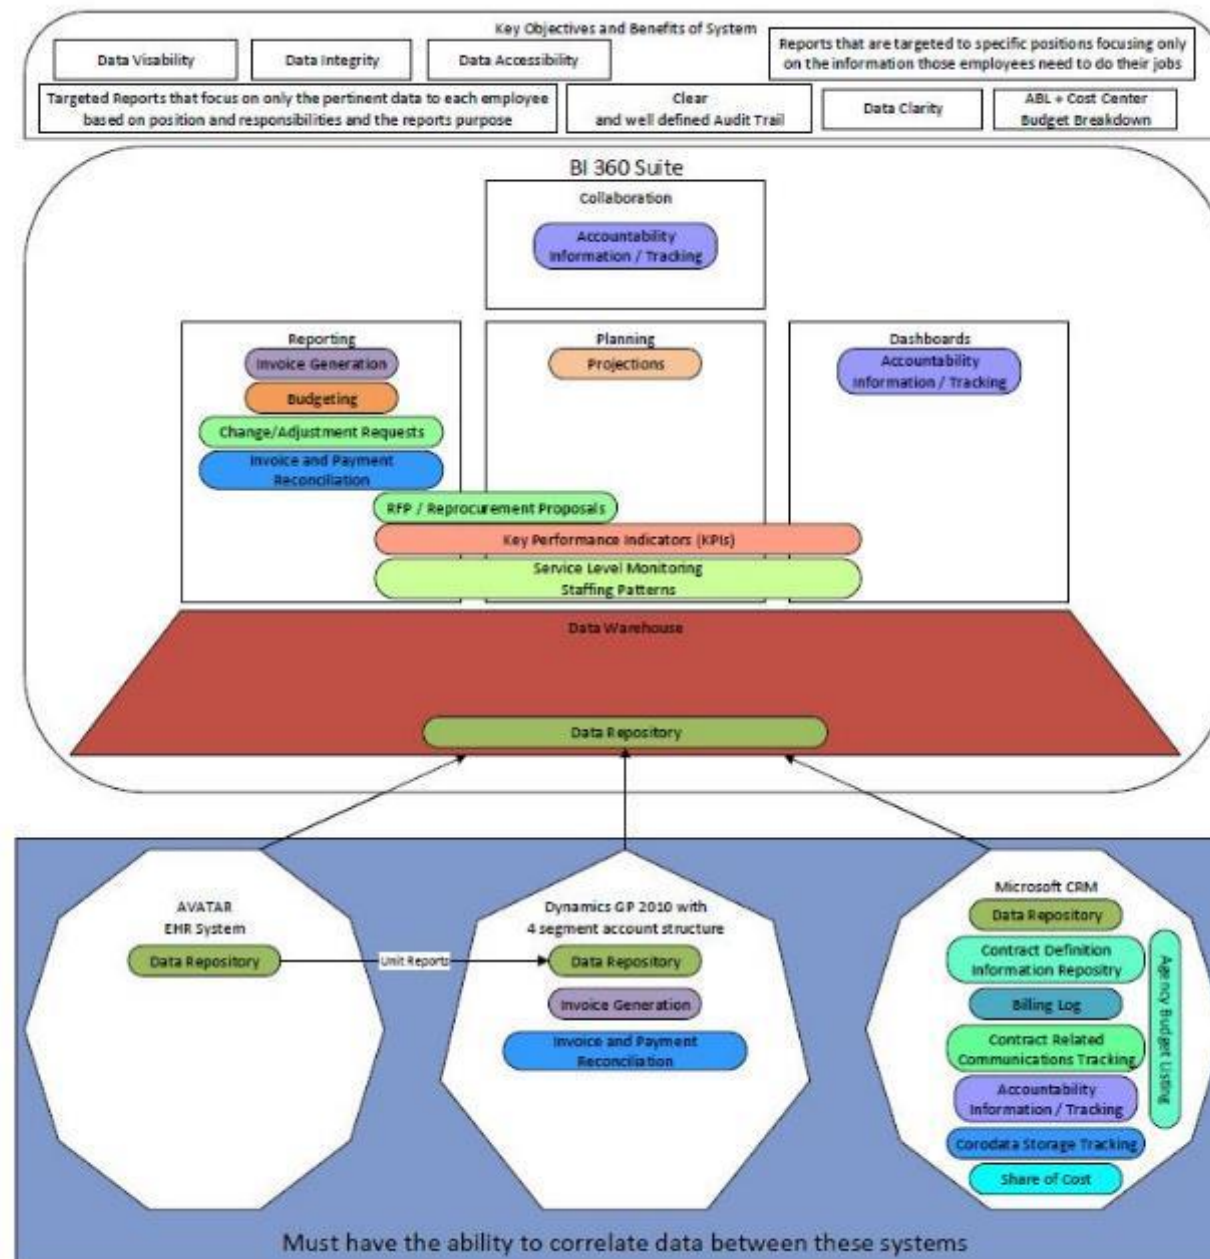 Key Objectives and Benefits of System
Data Visability
Data Integrity
Data Accessibility
Reports that are targeted to specific positions focusing only
on the information those employees need to do their jobs
Targeted Reports that focus on only the pertinent data to each employee
based on position and responsibilities and the reports purpose
Clear
and well defined Audit Trail
Data Clarity
ABL + Cost Center
Budget Breakdown
BI 360 Suite
Collaboration
Accountability
Information / Tracking
Reporting
Invoice Generation
Budgeting
Change/Adjustment Requests
Invoice and Payment
Reconciliation
Planning
Projections
Dashboards
Accountability
Information / Tracking
RFP / Reprocurement Proposals
Key Performance Indicators (KPIs)
Service Level Monitoring
Staffing Patterns
Data Warehouse
Data Repository
AVATAR
EHR System
Data Repository
Unit Reports
Dynamics GP 2010 with
4 segment account structure
Data Repository
Invoice Generation
Invoice and Payment
Reconciliation
Microsoft CRM
Data Repository
Contract Definition
Information Repositry
Billing Log
Contract Related
Communications Tracking
Accountability
Information / Tracking
Corodata Storage Tracking
Share of Cost
Agency Budget Listing
Must have the ability to correlate data between these systems